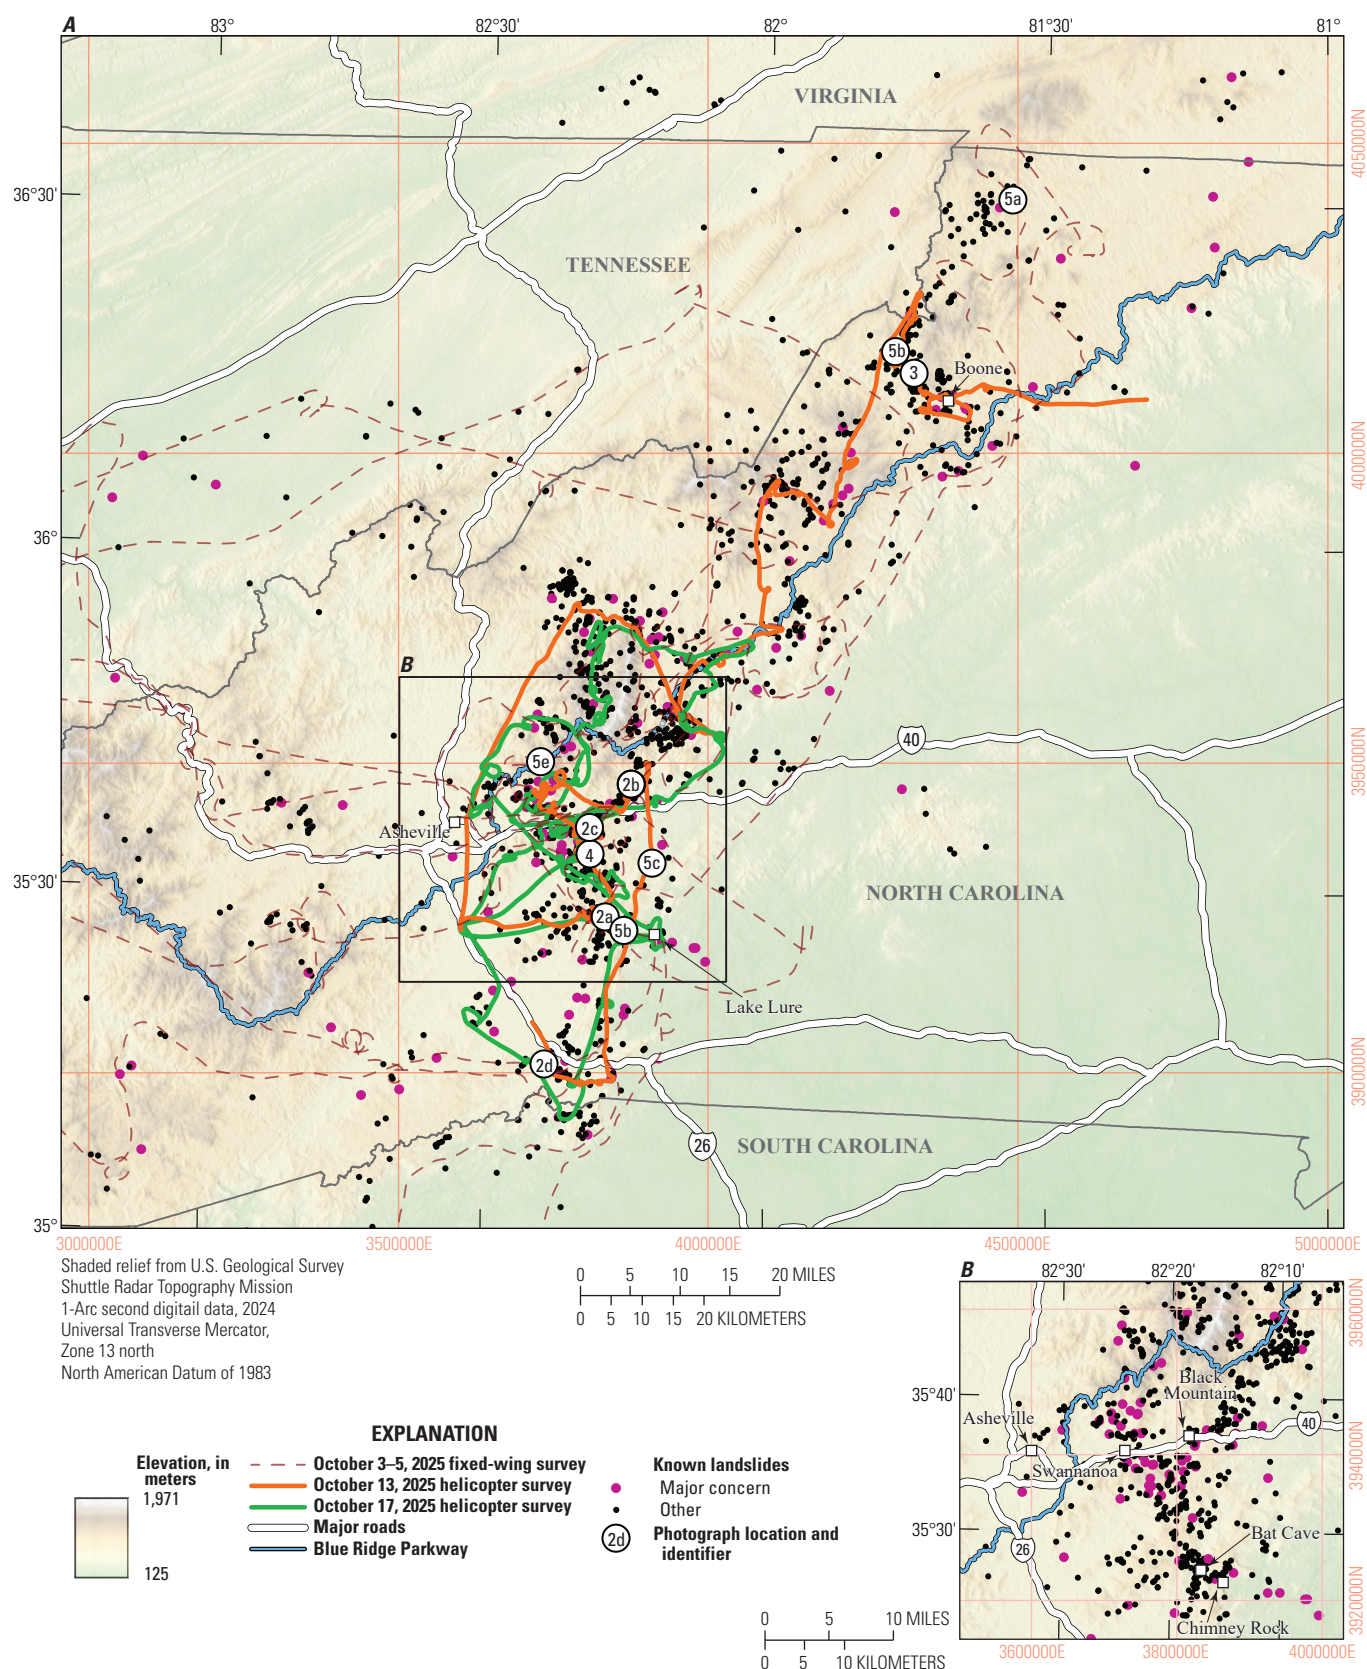 A
83°
82°30'
82°
81°30'
81°
VIRGINIA
4050000N
36°30'
5a
TENNESSEE
5b
3
Boone
4000000N
36°
B
40
3950000N
5e
2b
Asheville
2c
4
5c
35°30'
NORTH CAROLINA
2a
5b
Lake Lure
2d
3900000N
26
SOUTH CAROLINA
35°
3000000E
3500000E
4000000E
4500000E
5000000E
Shaded relief from U.S. Geological Survey
Shuttle Radar Topography Mission
1-Arc second digitail data, 2024
Universal Transverse Mercator,
Zone 13 north
North American Datum of 1983
0 5 10 15 20 MILES
0 5 10 15 20 KILOMETERS
EXPLANATION
Elevation, in
meters
1,971
125
October 3–5, 2025 fixed-wing survey
October 13, 2025 helicopter survey
October 17, 2025 helicopter survey
Major roads
Blue Ridge Parkway
Known landslides
Major concern
Other
2d
Photograph location and
identifier
B
82°30'
82°20'
82°10'
3960000N
35°40'
Black
Mountain
Asheville
40
Swannanoa
3940000N
35°30'
Bat Cave
26
3920000N
Chimney Rock
3600000E
3800000E
4000000E
0 5 10 MILES
0 5 10 KILOMETERS